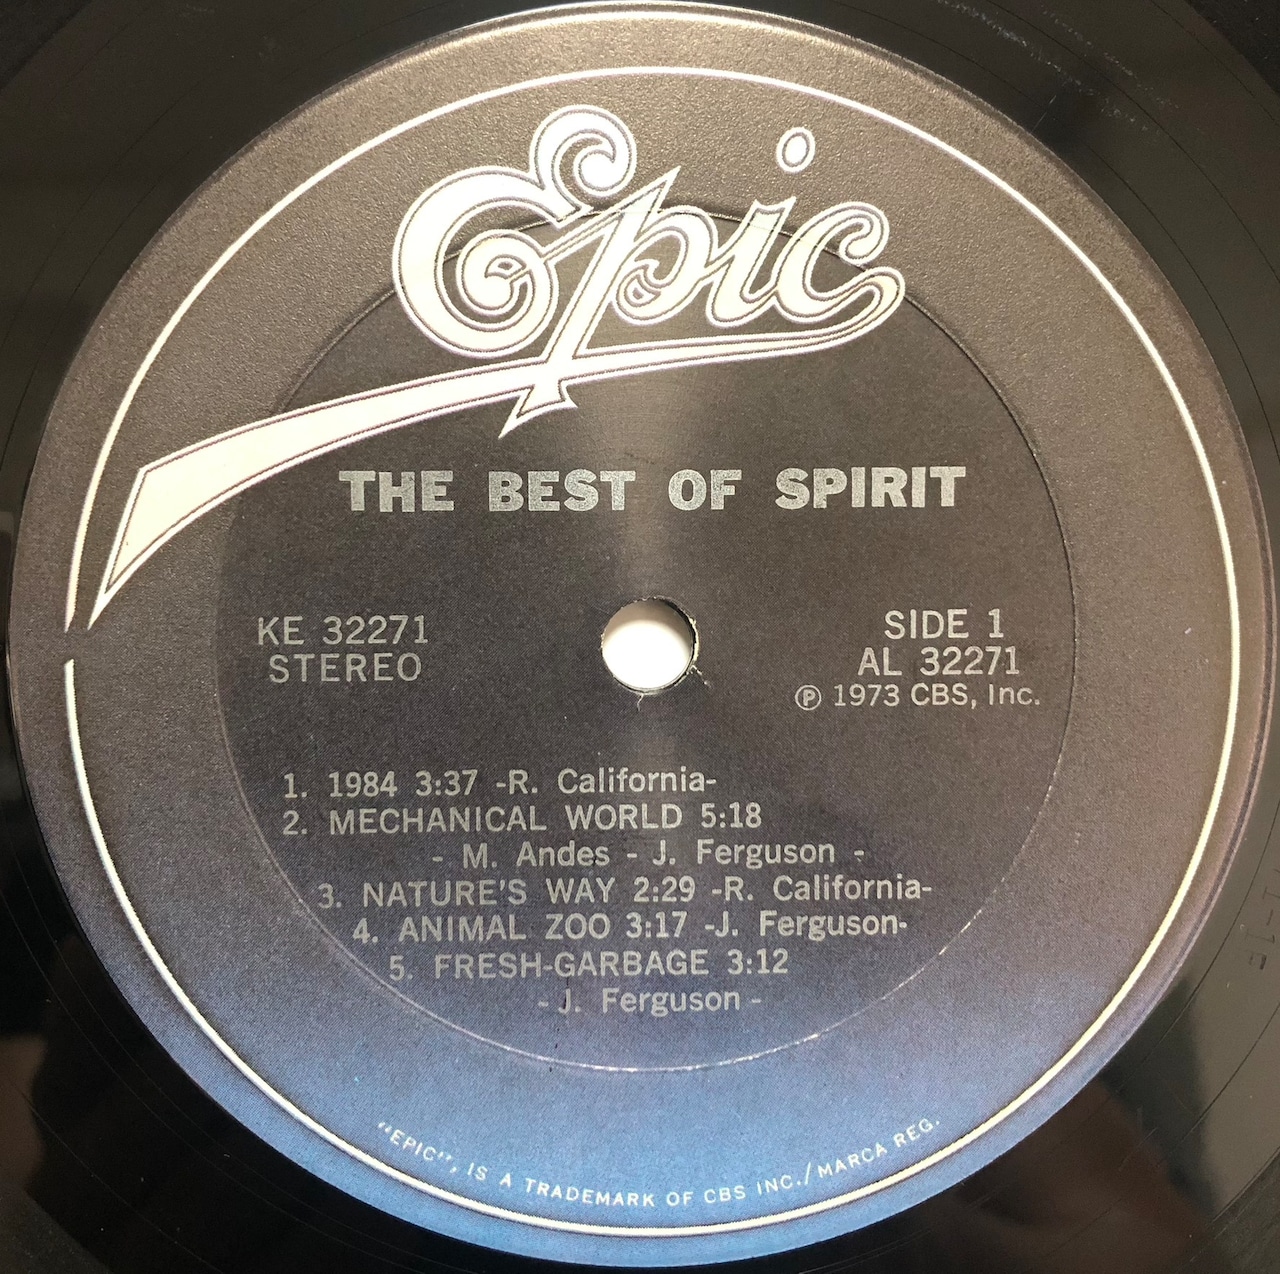 Epic
THE BEST OF SPIRIT
KE 32271
STEREO
SIDE 1
AL 32271
℗ 1973 CBS, Inc.
1. 1984 3:37 -R. California-
2. MECHANICAL WORLD 5:18
- M. Andes - J. Ferguson -
3. NATURE'S WAY 2:29 -R. California-
4. ANIMAL ZOO 3:17 -J. Ferguson-
5. FRESH-GARBAGE 3:12
- J. Ferguson -
"EPIC", IS A TRADEMARK OF CBS INC./MARCA REG.